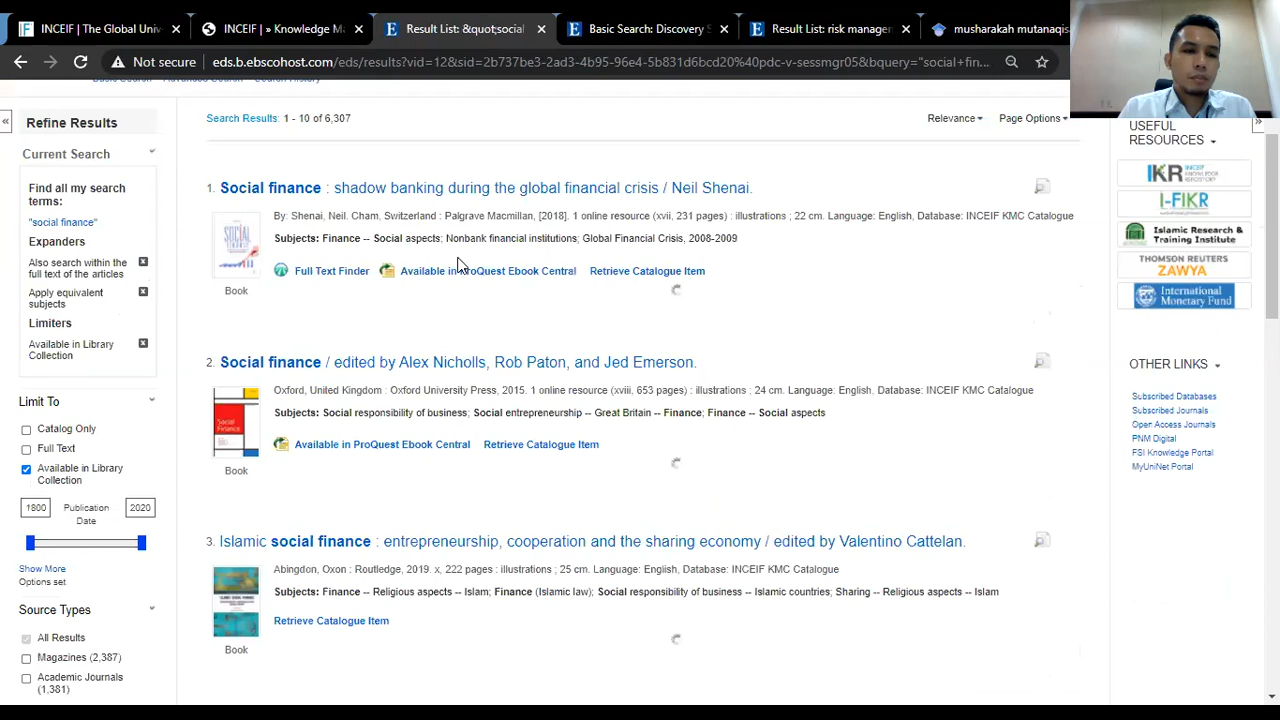 INCEIF | The Global Univ
INCEIF | » Knowledge M
Result List: &quot;social
Basic Search: Discovery S
Result List: risk managem
musharakah mutanaqis
Not secure | eds.b.ebscohost.com/eds/results?vid=12&sid=2b737be3-2ad3-4b95-96e4-5b831d6bcd20%40pdc-v-sessmgr05&bquery="social+fin...
Basic Search Advanced Search Search History
Refine Results
Current Search
Find all my search
terms:
"social finance"
Expanders
Also search within the
full text of the articles
Apply equivalent
subjects
Limiters
Available in Library
Collection
Limit To
Catalog Only
Full Text
Available in Library
Collection
1800 Publication Date 2020
Show More
Options set
Source Types
All Results
Magazines (2,387)
Academic Journals
(1,381)
Search Results: 1 - 10 of 6,307
Relevance Page Options
1. Social finance : shadow banking during the global financial crisis / Neil Shenai.
By: Shenai, Neil. Cham, Switzerland : Palgrave Macmillan, [2018]. 1 online resource (xvii, 231 pages) : illustrations ; 22 cm. Language: English, Database: INCEIF KMC Catalogue
Subjects: Finance -- Social aspects; Nonbank financial institutions; Global Financial Crisis, 2008-2009
Full Text Finder Available in ProQuest Ebook Central Retrieve Catalogue Item
Book
2. Social finance / edited by Alex Nicholls, Rob Paton, and Jed Emerson.
Oxford, United Kingdom : Oxford University Press, 2015. 1 online resource (xviii, 653 pages) : illustrations ; 24 cm. Language: English, Database: INCEIF KMC Catalogue
Subjects: Social responsibility of business; Social entrepreneurship -- Great Britain -- Finance; Finance -- Social aspects
Available in ProQuest Ebook Central Retrieve Catalogue Item
Book
3. Islamic social finance : entrepreneurship, cooperation and the sharing economy / edited by Valentino Cattelan.
Abingdon, Oxon : Routledge, 2019. x, 222 pages : illustrations ; 25 cm. Language: English, Database: INCEIF KMC Catalogue
Subjects: Finance -- Religious aspects -- Islam; Finance (Islamic law); Social responsibility of business -- Islamic countries; Sharing -- Religious aspects -- Islam
Retrieve Catalogue Item
Book
USEFUL
RESOURCES
IKR
I-FIKR
Islamic Research &
Training Institute
THOMSON REUTERS
ZAWYA
International
Monetary Fund
OTHER LINKS
Subscribed Databases
Subscribed Journals
Open Access Journals
PNM Digital
FSI Knowledge Portal
MyUniNet Portal